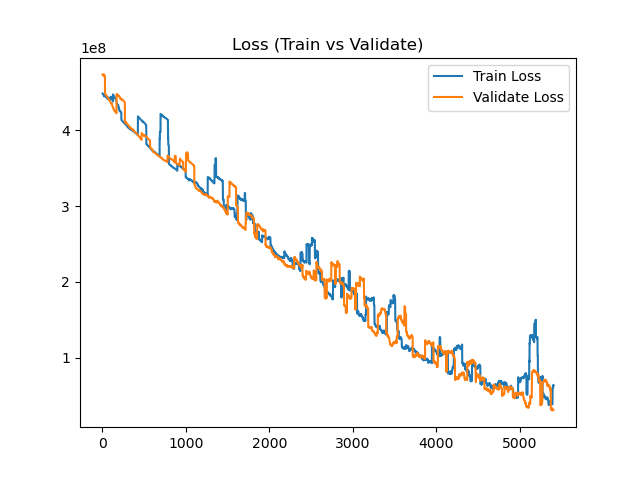 Loss (Train vs Validate)
1e8
Train Loss
Validate Loss
4
3
2
1
0 1000 2000 3000 4000 5000